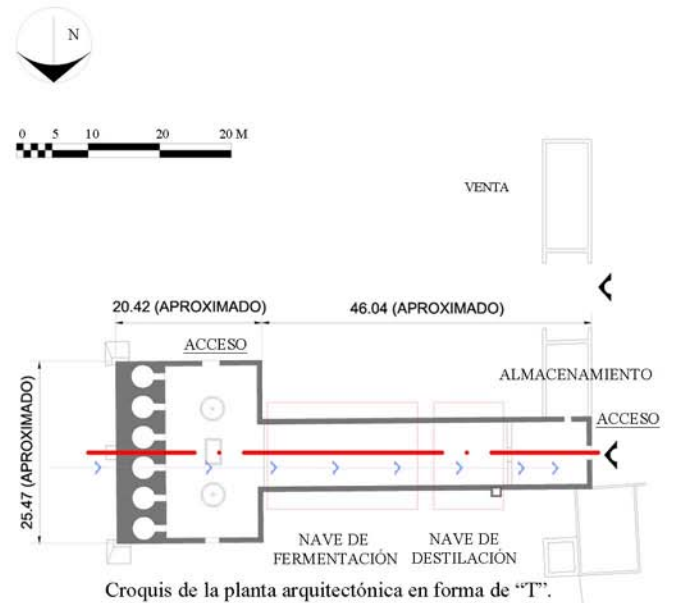 N
0 5 10 20 20 M
VENTA
20.42 (APROXIMADO) 46.04 (APROXIMADO)
ACCESO
ALMACENAMIENTO
ACCESO
25.47 (APROXIMADO)
NAVE DE
FERMENTACIÓN
NAVE DE
DESTILACIÓN
Croquis de la planta arquitectónica en forma de “T”.